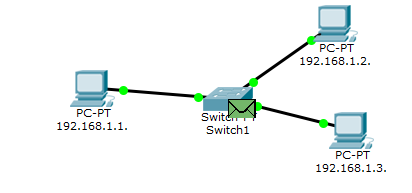 PC-PT
192.168.1.2.
PC-PT
192.168.1.1.
Switch
Switch1
PC-PT
192.168.1.3.